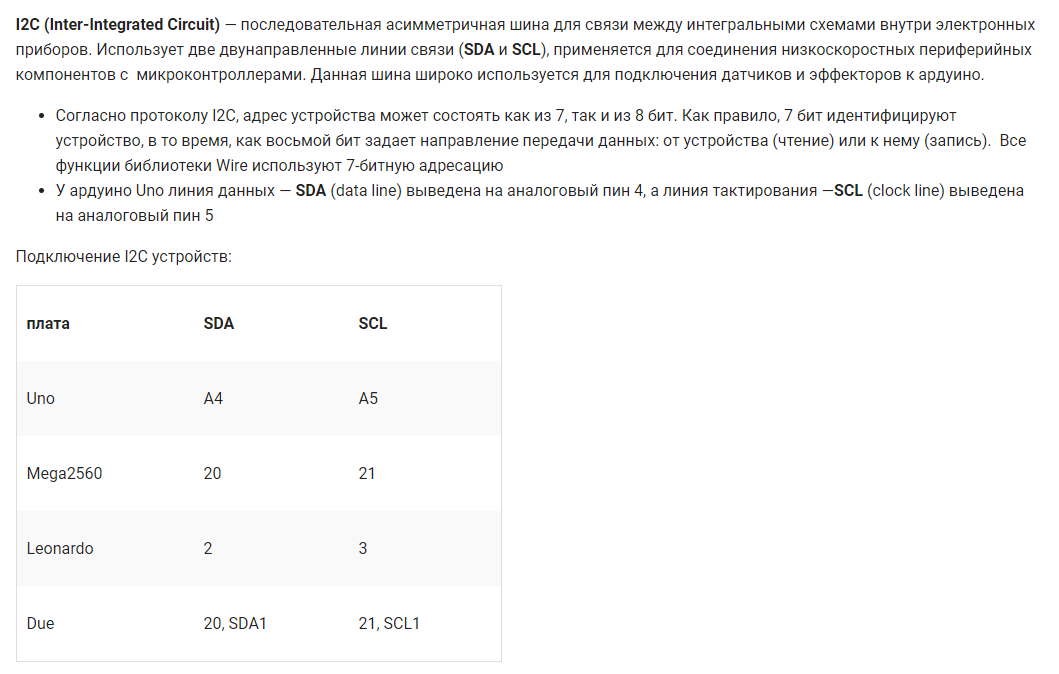 I2C (Inter-Integrated Circuit) — последовательная асимметричная шина для связи между интегральными схемами внутри электронных
приборов. Использует две двунаправленные линии связи (SDA и SCL), применяется для соединения низкоскоростных периферийных
компонентов с  микроконтроллерами. Данная шина широко используется для подключения датчиков и эффекторов к ардуино.
• Согласно протоколу I2C, адрес устройства может состоять как из 7, так и из 8 бит. Как правило, 7 бит идентифицируют
устройство, в то время, как восьмой бит задает направление передачи данных: от устройства (чтение) или к нему (запись).  Все
функции библиотеки Wire используют 7-битную адресацию
• У ардуино Uno линия данных — SDA (data line) выведена на аналоговый пин 4, а линия тактирования —SCL (clock line) выведена
на аналоговый пин 5
Подключение I2C устройств:
плата SDA SCL
Uno A4 A5
Mega2560 20 21
Leonardo 2 3
Due 20, SDA1 21, SCL1